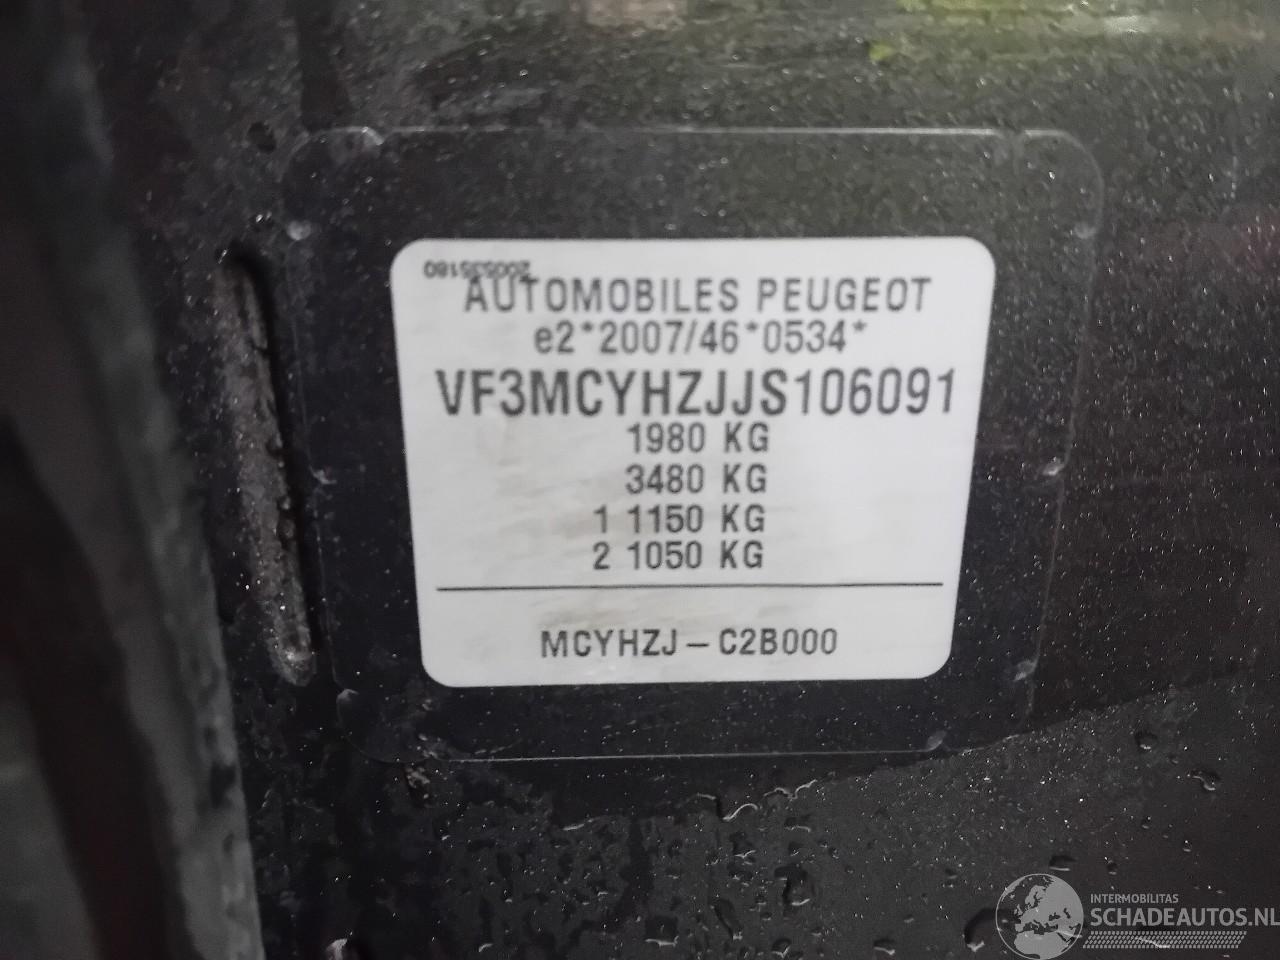 200535180
AUTOMOBILES PEUGEOT
e2*2007/46*0534*
VF3MCYHZJJS106091
1980 KG
3480 KG
1 1150 KG
2 1050 KG
MCYHZJ – C2B000
INTERMOBILITAS
SCHADEAUTOS.NL